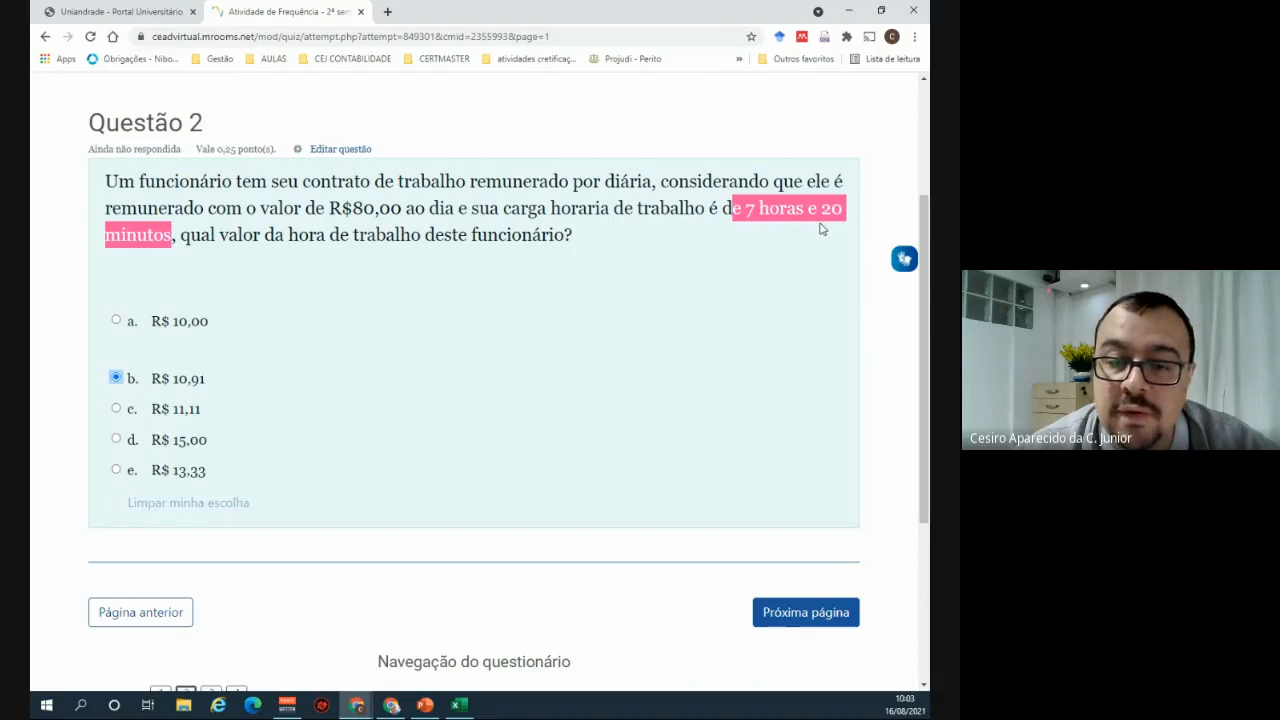 Uniandrade - Portal Universitário
Atividade de Frequência - 2ª sem
ceadvirtual.mrooms.net/mod/quiz/attempt.php?attempt=849301&cmid=2355993&page=1
Apps
Obrigações - Nibo...
Gestão
AULAS
CEJ CONTABILIDADE
CERTMASTER
atividades cretificaç...
Projudi - Perito
»
Outros favoritos
Lista de leitura
Questão 2
Ainda não respondida Vale 0,25 ponto(s). Editar questão
Um funcionário tem seu contrato de trabalho remunerado por diária, considerando que ele é
remunerado com o valor de R$80,00 ao dia e sua carga horaria de trabalho é de 7 horas e 20
minutos, qual valor da hora de trabalho deste funcionário?
a. R$ 10,00
b. R$ 10,91
c. R$ 11,11
d. R$ 15,00
e. R$ 13,33
Limpar minha escolha
Página anterior
Próxima página
Navegação do questionário
Cesiro Aparecido da C. Junior
10:03
16/08/2021